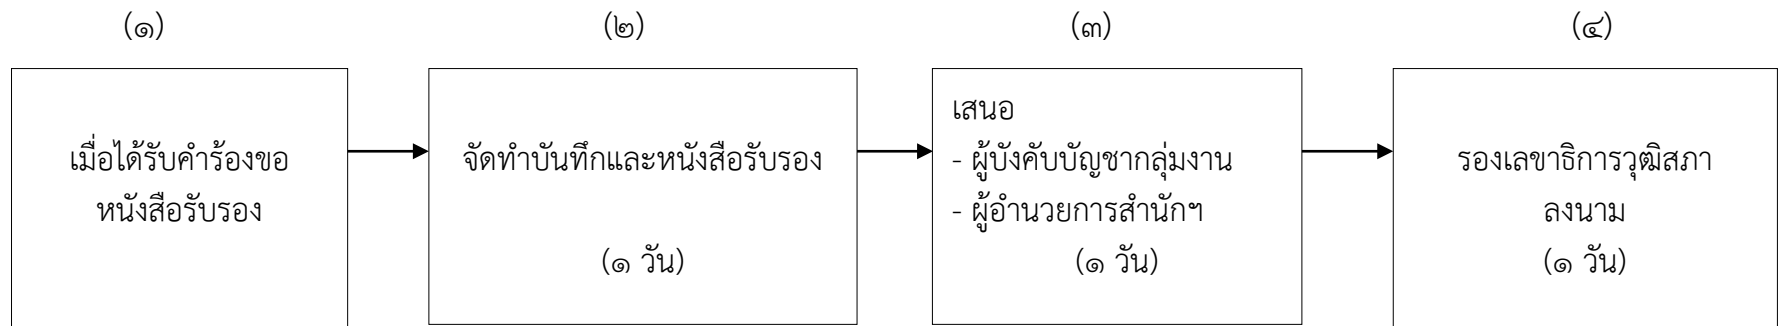 (๑)
(๒)
(๓)
(๔)
เมื่อได้รับคำร้องขอ
หนังสือรับรอง
จัดทำบันทึกและหนังสือรับรอง
(๑ วัน)
เสนอ
- ผู้บังคับบัญชากลุ่มงาน
- ผู้อำนวยการสำนักฯ
(๑ วัน)
รองเลขาธิการวุฒิสภา
ลงนาม
(๑ วัน)